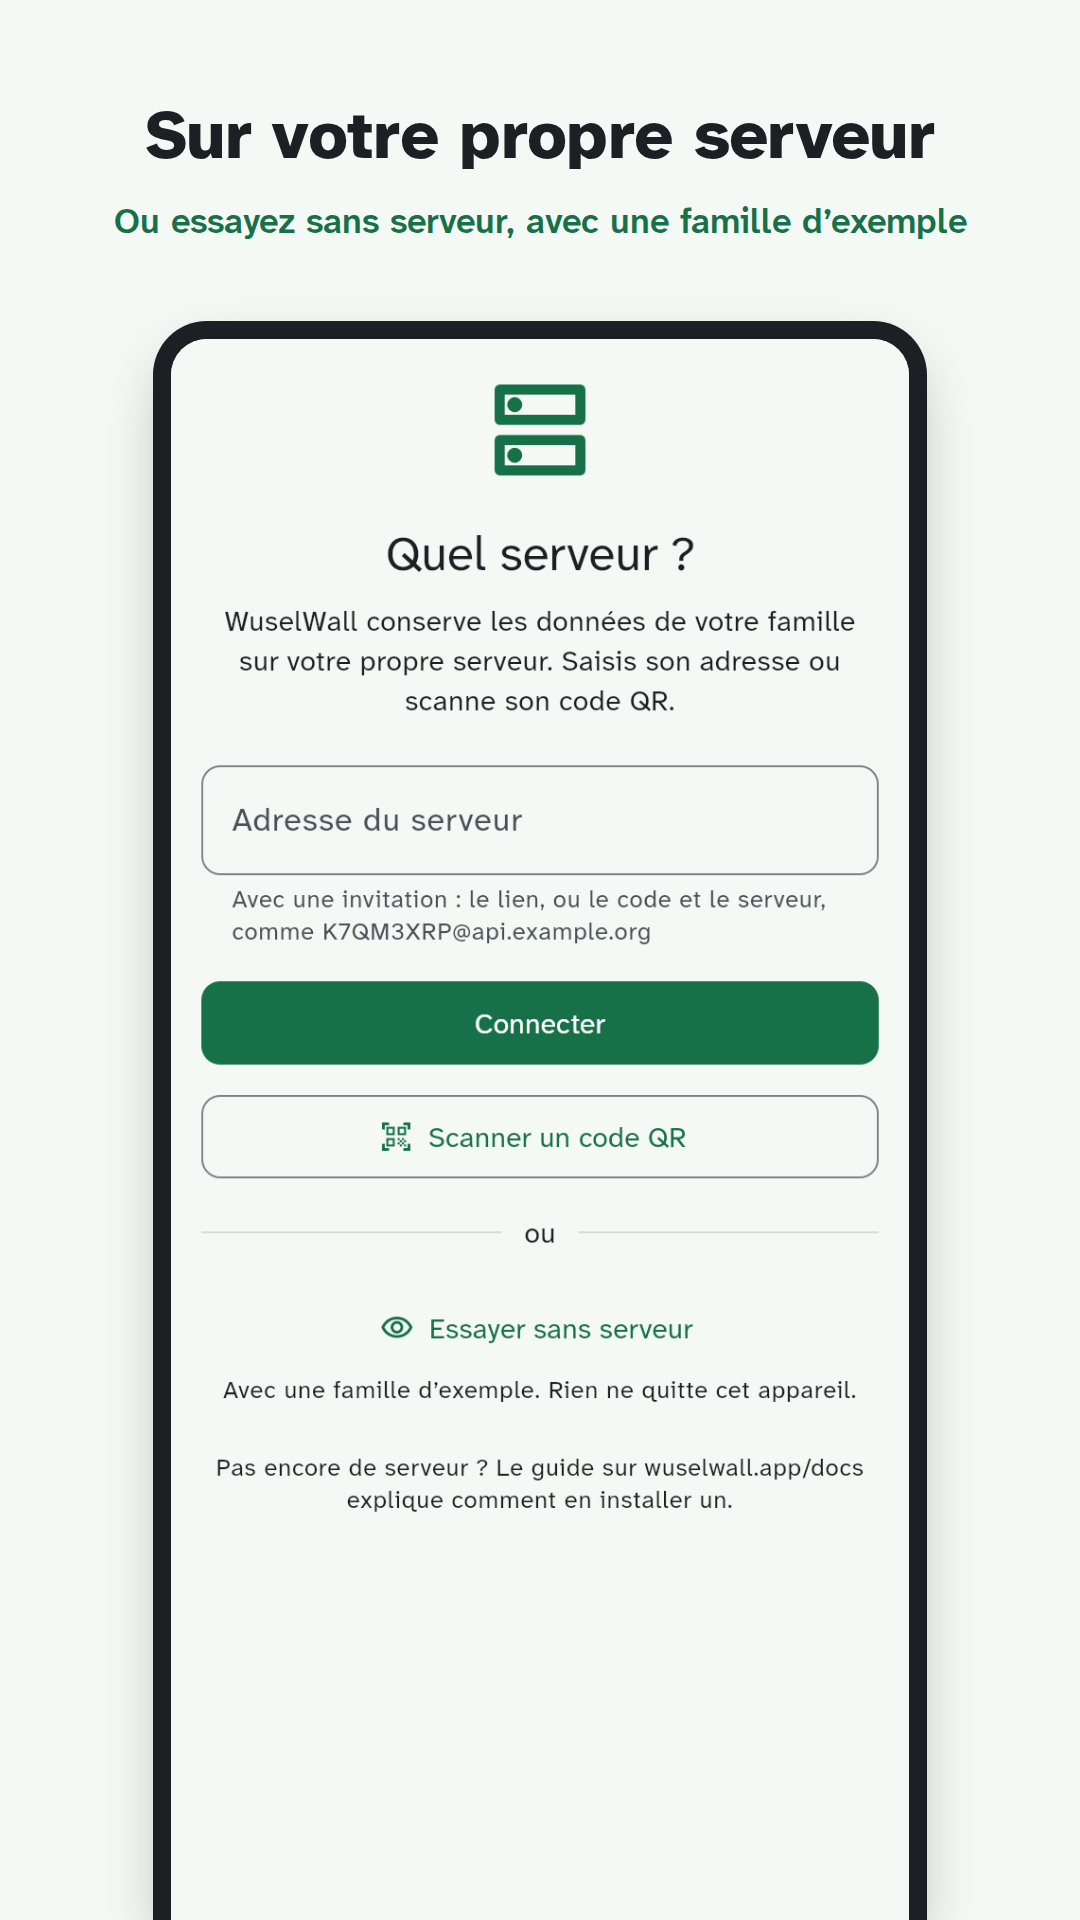 Sur votre propre serveur
Ou essayez sans serveur, avec une famille d’exemple
Quel serveur ?
WuselWall conserve les données de votre famille
sur votre propre serveur. Saisis son adresse ou
scanne son code QR.
Adresse du serveur
Avec une invitation : le lien, ou le code et le serveur,
comme K7QM3XRP@api.example.org
Connecter
Scanner un code QR
ou
Essayer sans serveur
Avec une famille d’exemple. Rien ne quitte cet appareil.
Pas encore de serveur ? Le guide sur wuselwall.app/docs
explique comment en installer un.